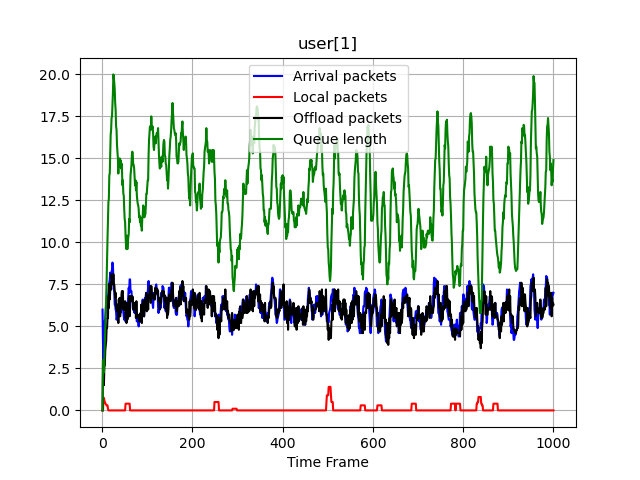 user[1]
20.0
17.5
15.0
12.5
10.0
7.5
5.0
2.5
0.0
Arrival packets
Local packets
Offload packets
Queue length
0 200 400 600 800 1000
Time Frame